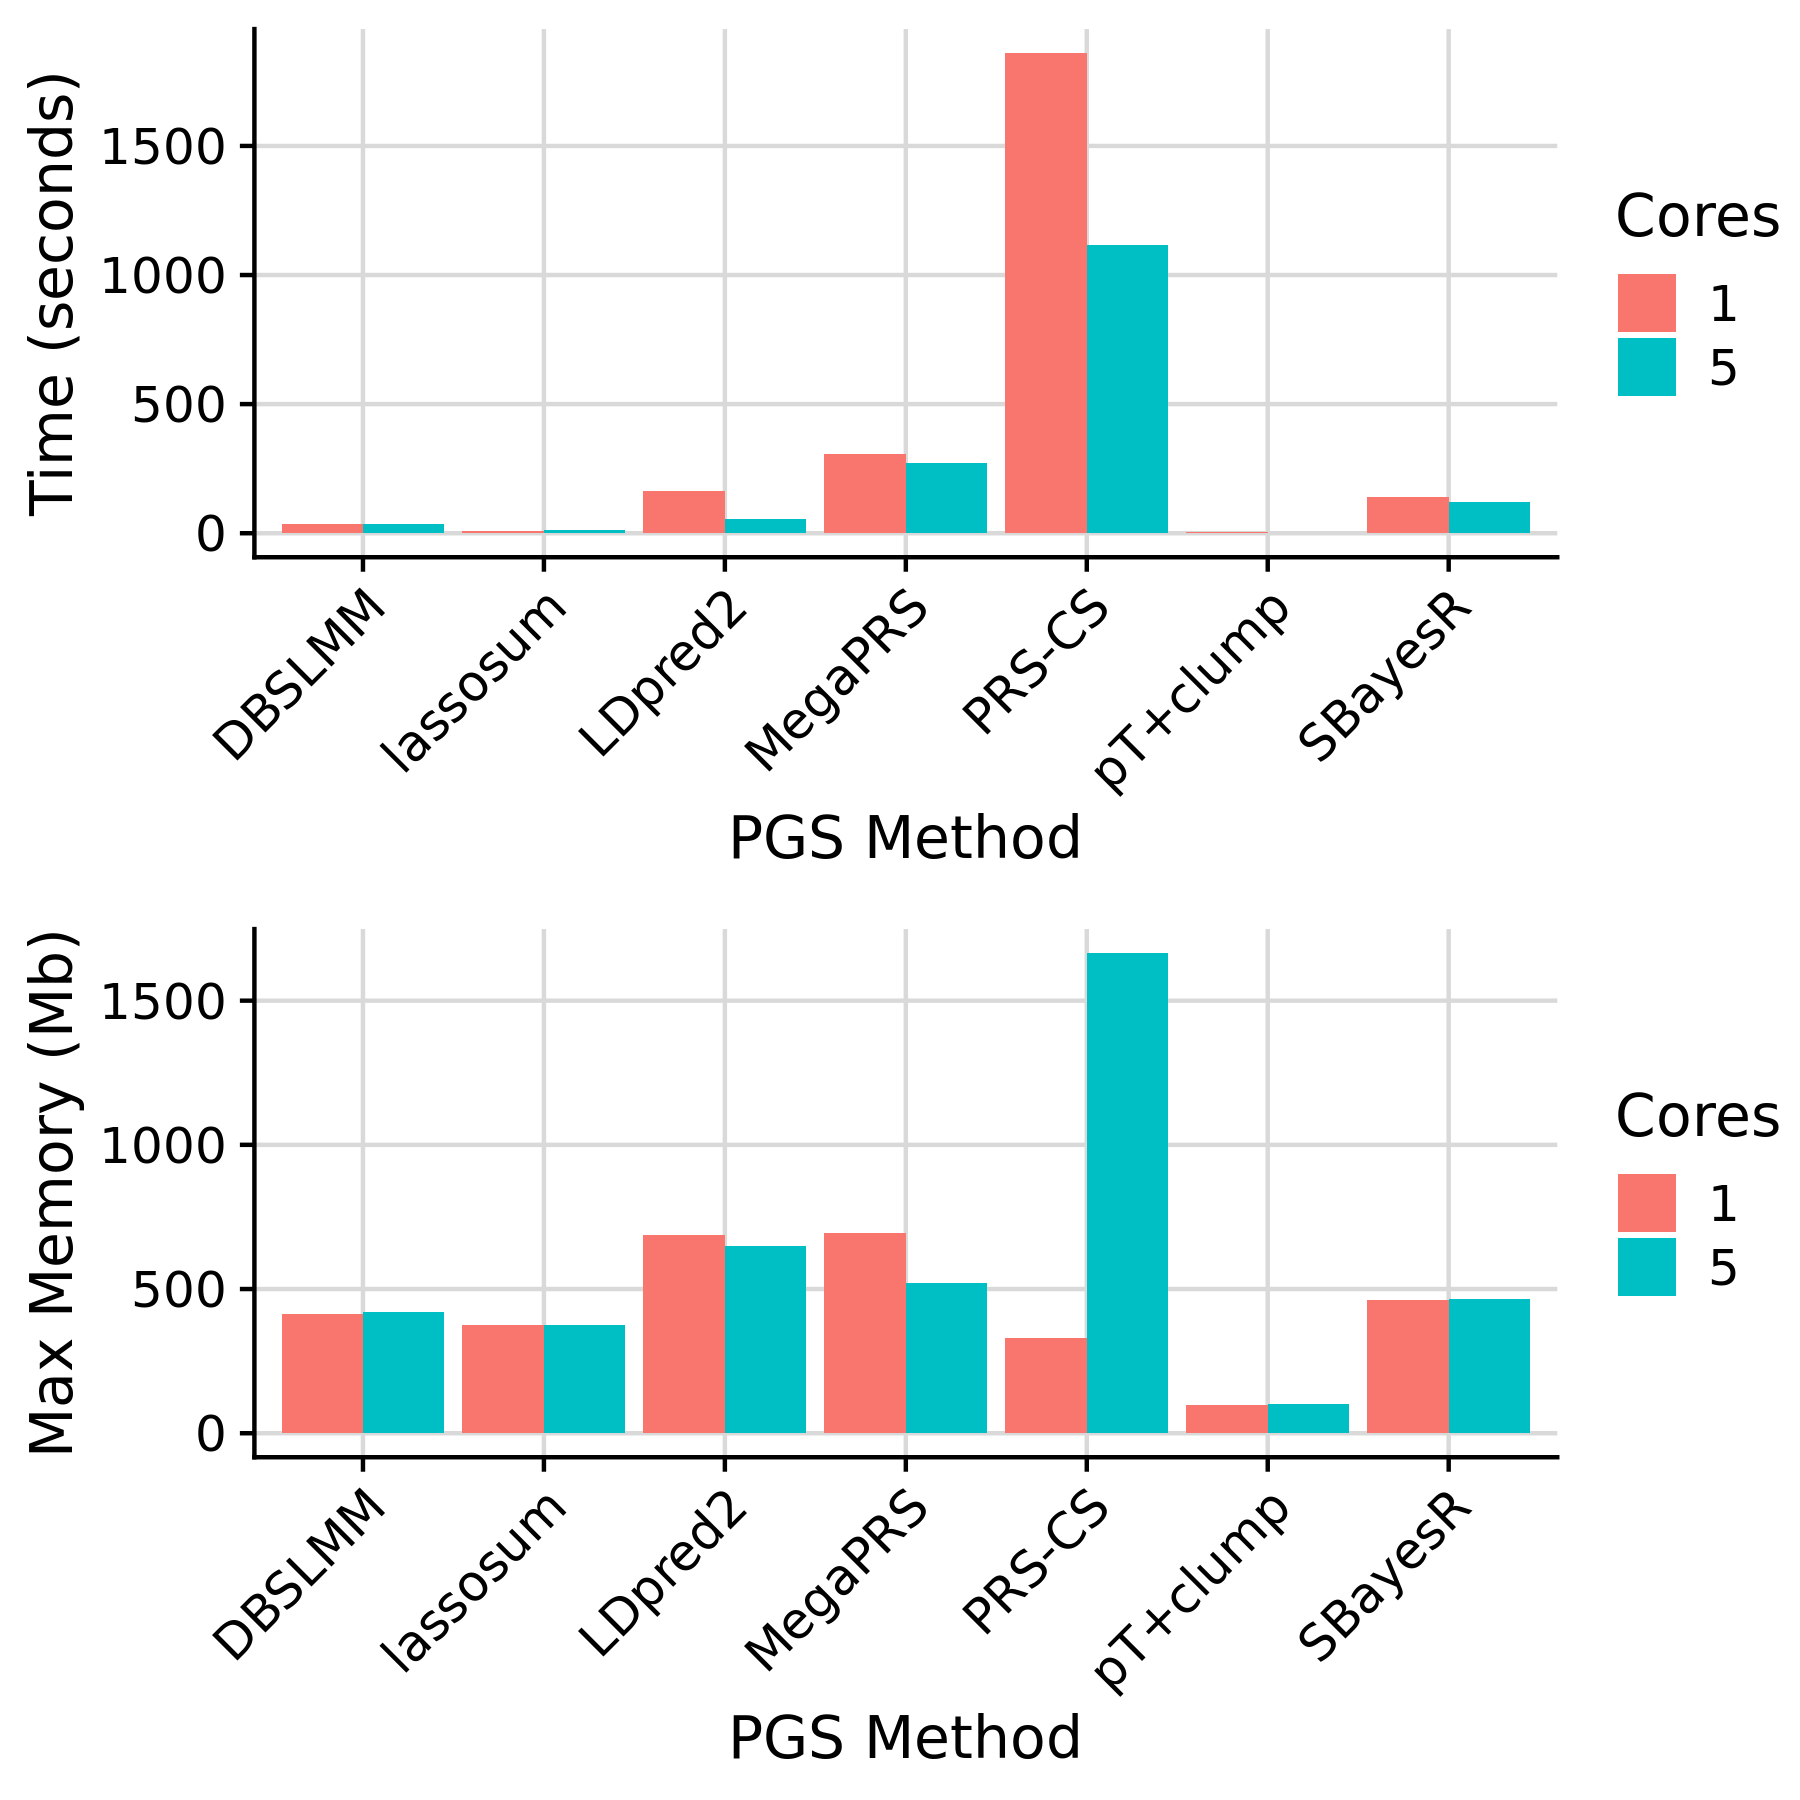 Time (seconds)
1500
1000
500
0
DBSLMM
lassosum
LDpred2
MegaPRS
PRS-CS
pT+clump
SBayesR
PGS Method
Cores
1
5
Max Memory (Mb)
1500
1000
500
0
DBSLMM
lassosum
LDpred2
MegaPRS
PRS-CS
pT+clump
SBayesR
PGS Method
Cores
1
5